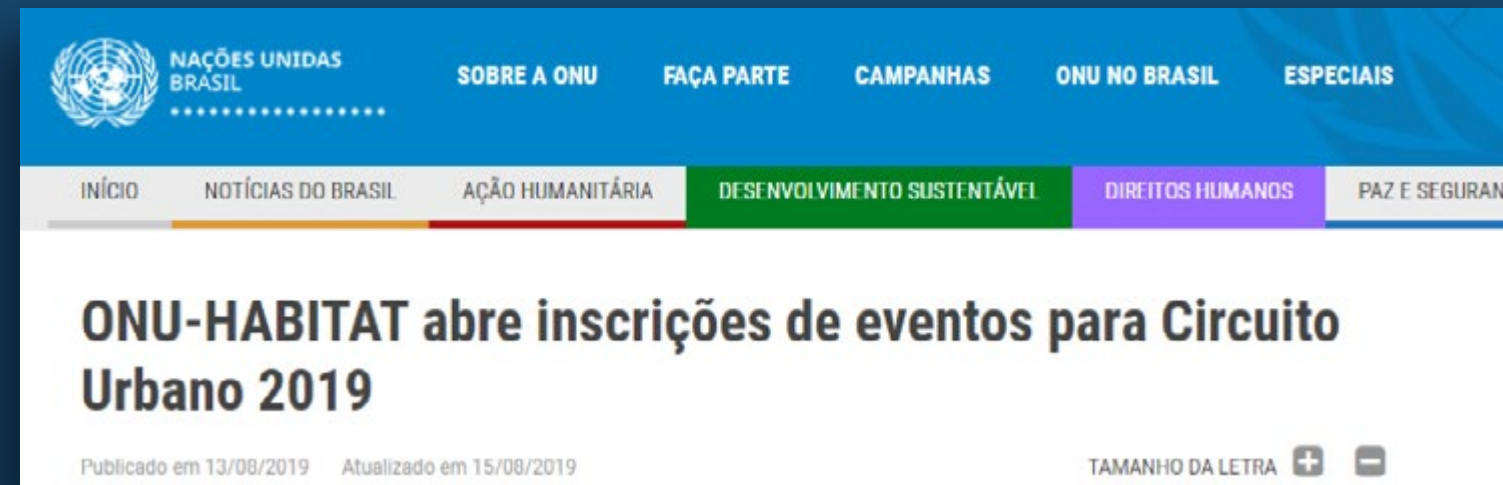 NAÇÕES UNIDAS
BRASIL
SOBRE A ONU FAÇA PARTE CAMPANHAS ONU NO BRASIL ESPECIAIS
INÍCIO NOTÍCIAS DO BRASIL AÇÃO HUMANITÁRIA DESENVOLVIMENTO SUSTENTÁVEL DIREITOS HUMANOS PAZ E SEGURAN
ONU-HABITAT abre inscrições de eventos para Circuito
Urbano 2019
Publicado em 13/08/2019 Atualizado em 15/08/2019 TAMANHO DA LETRA + −